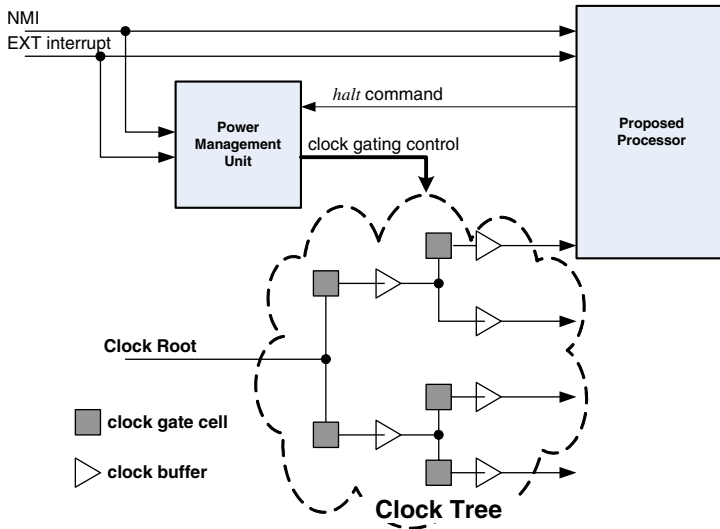 NMI
EXT interrupt
halt command
Power
Management
Unit
clock gating control
Proposed
Processor
Clock Root
clock gate cell
clock buffer
Clock Tree